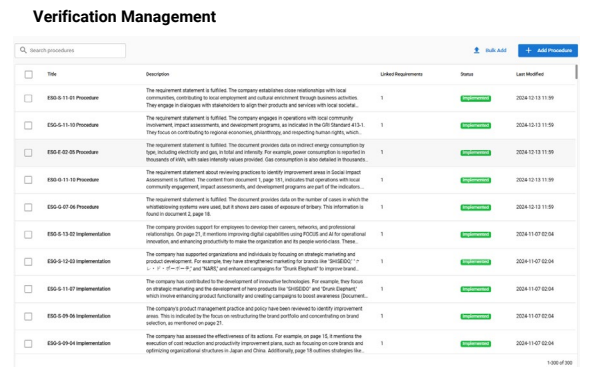 Verification Management
Search procedures
Bulk Add
+ Add Procedure
Title Description Linked Requirements Status Last Modified
ESG-S-11-01 Procedure The requirement statement is fulfilled. The company establishes close relationships with local 1 Implemented 2024-12-13 11:59
communities, contributing to local employment and cultural enrichment through business activities.
They engage in dialogues with stakeholders to align their products and services with local societal...
ESG-S-11-10 Procedure The requirement statement is fulfilled. The company engages in operations with local community 1 Implemented 2024-12-13 11:59
involvement, impact assessments, and development programs, as indicated in the GRI Standard 413-1.
They focus on contributing to regional economies, philanthropy, and respecting human rights, which...
ESG-E-02-05 Procedure The requirement statement is fulfilled. The document provides data on indirect energy consumption by 1 Implemented 2024-12-13 11:59
type, including electricity and gas, in total and intensity. For example, power consumption is reported in
thousands of kWh, with sales intensity values provided. Gas consumption is also detailed in thousands...
ESG-S-11-10 Procedure The requirement statement about reviewing practices to identify improvement areas in Social Impact 1 Implemented 2024-12-13 11:59
Assessment is fulfilled. The content from document 1, page 151, indicates that operations with local
community engagement, impact assessments, and development programs are part of the indicators...
ESG-G-07-06 Procedure The requirement statement is fulfilled. The document provides data on the number of cases in which the 1 Implemented 2024-12-13 11:59
whistleblowing systems were used, but it shows zero cases of exposure of bribery. This information is
found in document 2, page 18.
ESG-S-13-02 Implementation The company provides support for employees to develop their careers, networks, and professional 1 Implemented 2024-11-07 02:04
relationships. On page 21, it mentions improving digital capabilities using FOCUS and AI for operational
innovation, and enhancing productivity to make the organization and its people world-class. These...
ESG-S-12-03 Implementation The company has supported organizations and individuals by focusing on strategic marketing and 1 Implemented 2024-11-07 02:04
product development. For example, they have strengthened marketing for brands like "SHISEIDO,"
and "NARS," and enhanced campaigns for "Drunk Elephant" to improve brand...
ESG-S-11-07 Implementation The company has contributed to the development of innovative technologies. For example, they focus 1 Implemented 2024-11-07 02:04
on strategic marketing and the development of hero products like "SHISEIDO" and "Drunk Elephant,"
which involve enhancing product functionality and creating campaigns to boost awareness (Document...
ESG-S-09-06 Implementation The company's product management practice and policy have been reviewed to identify improvement 1 Implemented 2024-11-07 02:04
areas. This is indicated by the focus on restructuring the brand portfolio and concentrating on brand
selection, as mentioned on page 21.
ESG-S-09-04 Implementation The company has assessed the effectiveness of its actions. For example, on page 15, it mentions the 1 Implemented 2024-11-07 02:04
execution of cost reduction and productivity improvement plans, such as focusing on core brands and
optimizing organizational structures in Japan and China. Additionally, page 18 outlines strategies like...
1-300 of 300